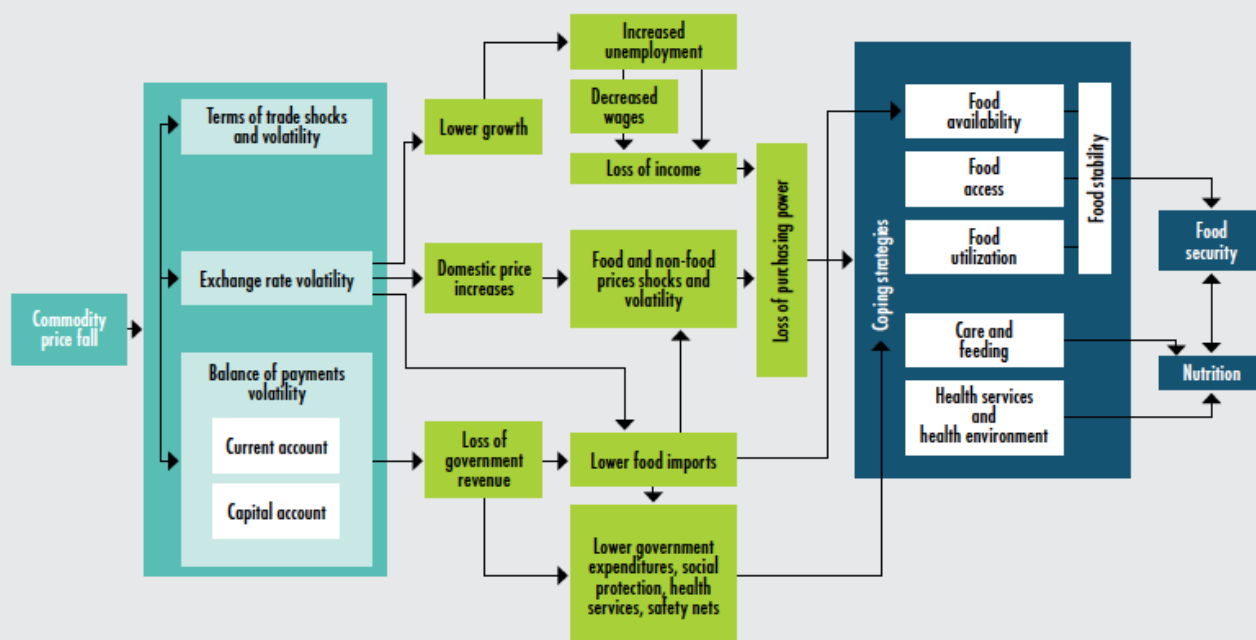 Commodity
price fall
Terms of trade shocks
and volatility
Exchange rate volatility
Balance of payments
volatility
Current account
Capital account
Lower growth
Domestic price
increases
Loss of
government
revenue
Increased
unemployment
Decreased
wages
Loss of income
Food and non-food
prices shocks and
volatility
Lower food imports
Lower government
expenditures, social
protection, health
services, safety nets
Loss of purchasing power
Coping strategies
Food
availability
Food
access
Food
utilization
Food stability
Care and
feeding
Health services
and
health environment
Food
security
Nutrition